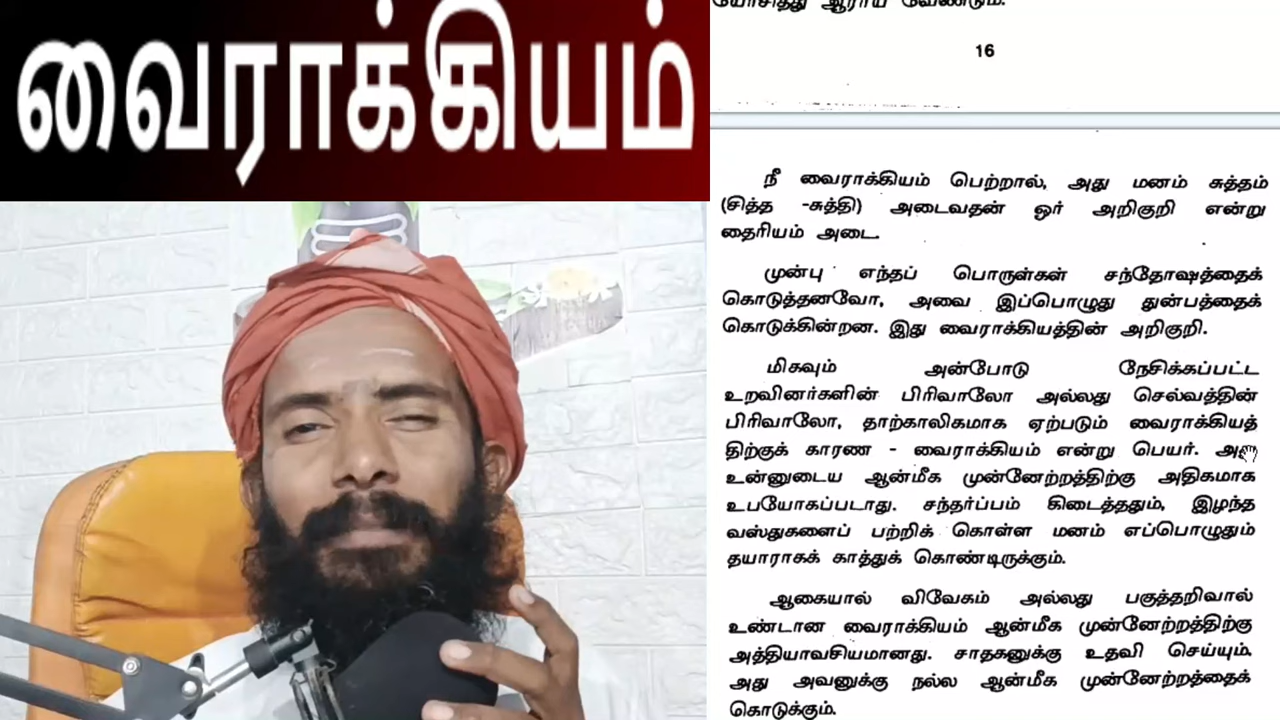 வைராக்கியம்
யோசித்து ஆராய வேண்டும்.
16
நீ வைராக்கியம் பெற்றால், அது மனம் சுத்தம்
(சித்த -சுத்தி) அடைவதன் ஓர் அறிகுறி என்று
தைரியம் அடை.
முன்பு எந்தப் பொருள்கள் சந்தோஷத்தைக்
கொடுத்தனவோ, அவை இப்பொழுது துன்பத்தைக்
கொடுக்கின்றன. இது வைராக்கியத்தின் அறிகுறி.
மிகவும் அன்போடு நேசிக்கப்பட்ட
உறவினர்களின் பிரிவாலோ அல்லது செல்வத்தின்
பிரிவாலோ, தாற்காலிகமாக ஏற்படும் வைராக்கியத்
திற்குக் காரண - வைராக்கியம் என்று பெயர்.
உன்னுடைய ஆன்மீக முன்னேற்றத்திற்கு அதிகமாக
உபயோகப்படாது. சந்தர்ப்பம் கிடைத்ததும், இழந்த
வஸ்துகளைப் பற்றிக் கொள்ள மனம் எப்பொழுதும்
தயாராகக் காத்துக் கொண்டிருக்கும்.
ஆகையால் விவேகம் அல்லது பகுத்தறிவால்
உண்டான வைராக்கியம் ஆன்மீக முன்னேற்றத்திற்கு
அத்தியாவசியமானது. சாதகனுக்கு உதவி செய்யும்.
அது அவனுக்கு நல்ல ஆன்மீக முன்னேற்றத்தைக்
கொடுக்கும்.